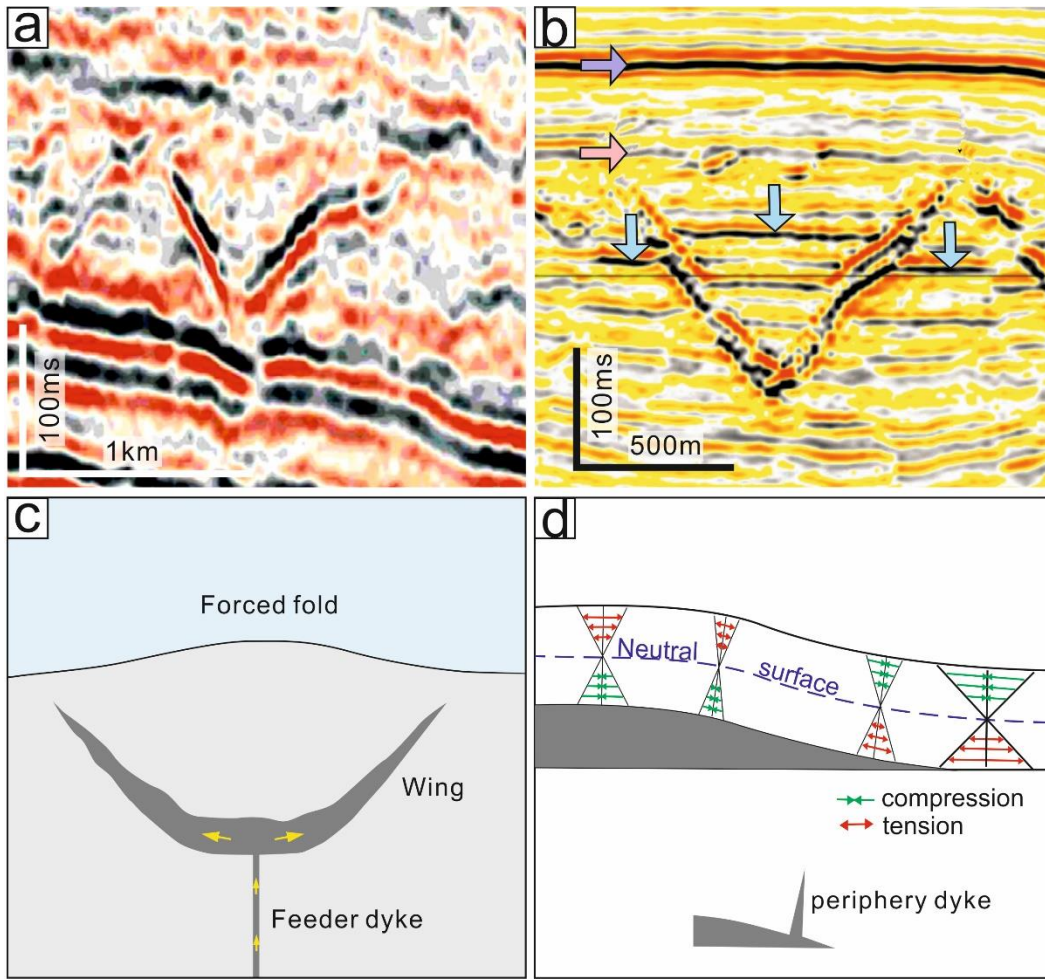 a
100ms
1km
b
100ms
500m
c
Forced fold
Wing
Feeder dyke
d
Neutral surface
compression
tension
periphery dyke